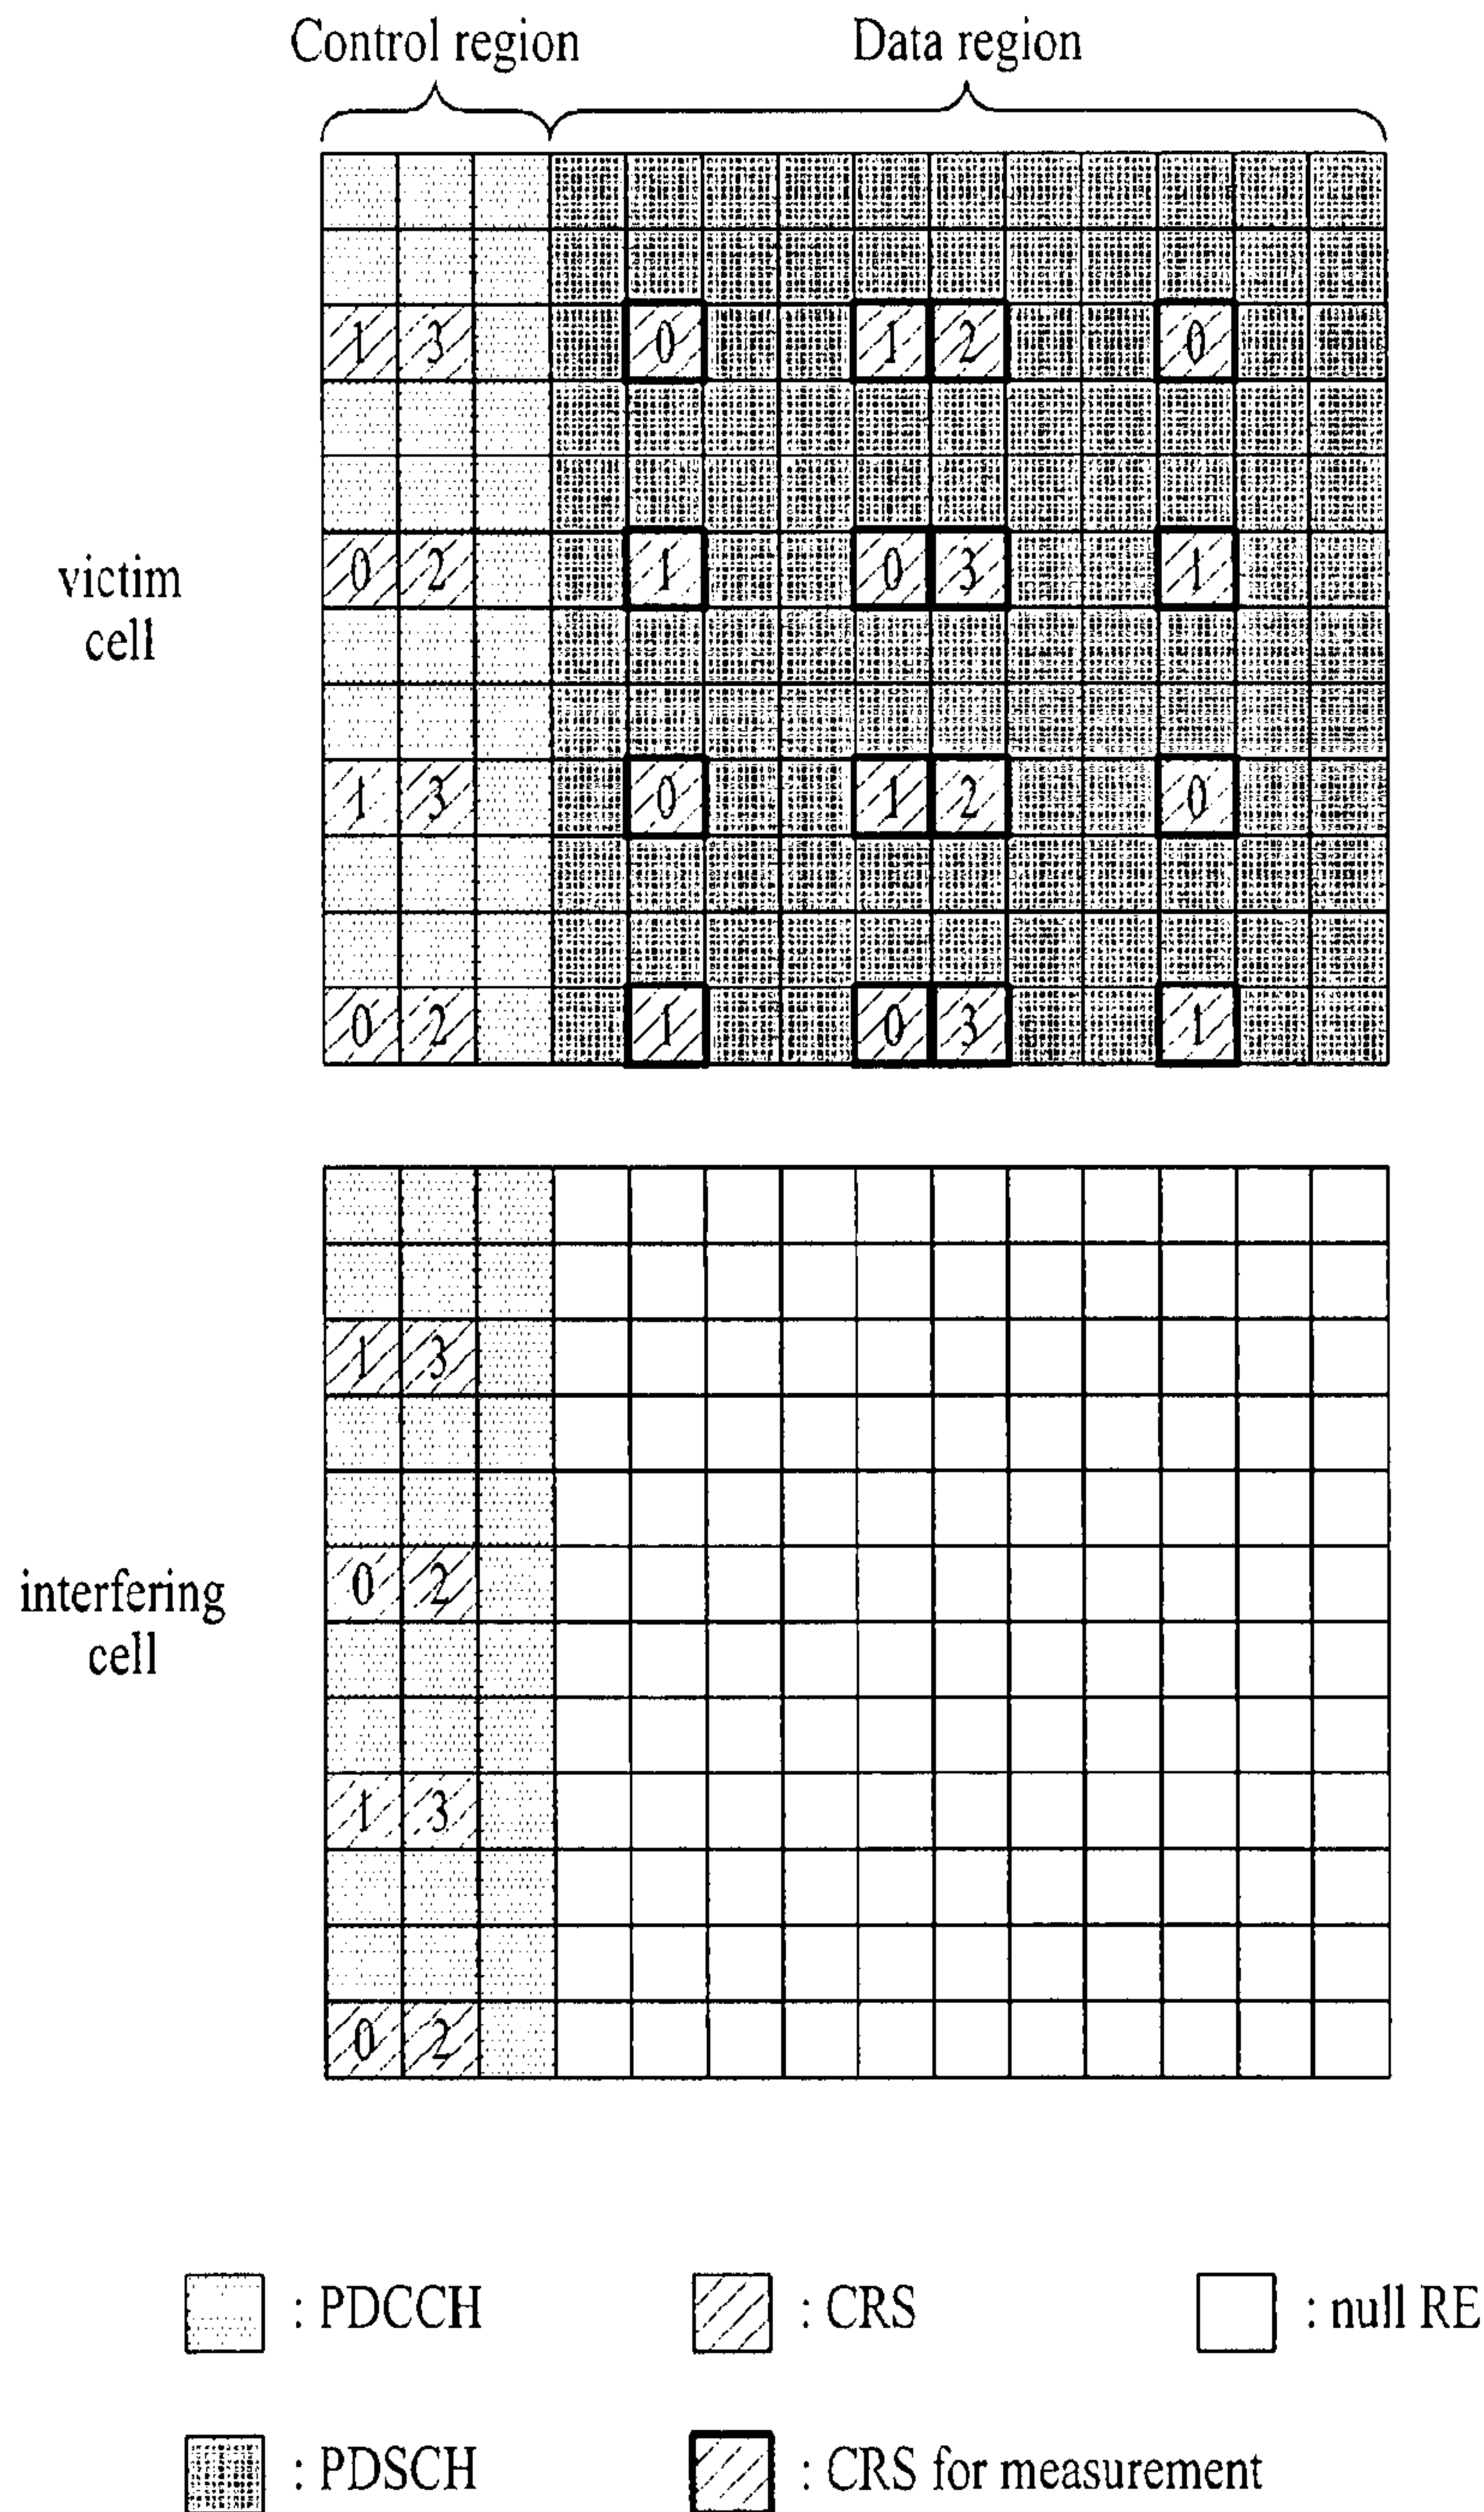 Control region Data region
1 3 0 1 2 0
0 2 1 0 3 1
victim
cell
1 3 0 1 2 0
0 2 1 0 3 1
1 3
0 2
interfering
cell
1 3
0 2
: PDCCH : CRS : null RE
: PDSCH : CRS for measurement